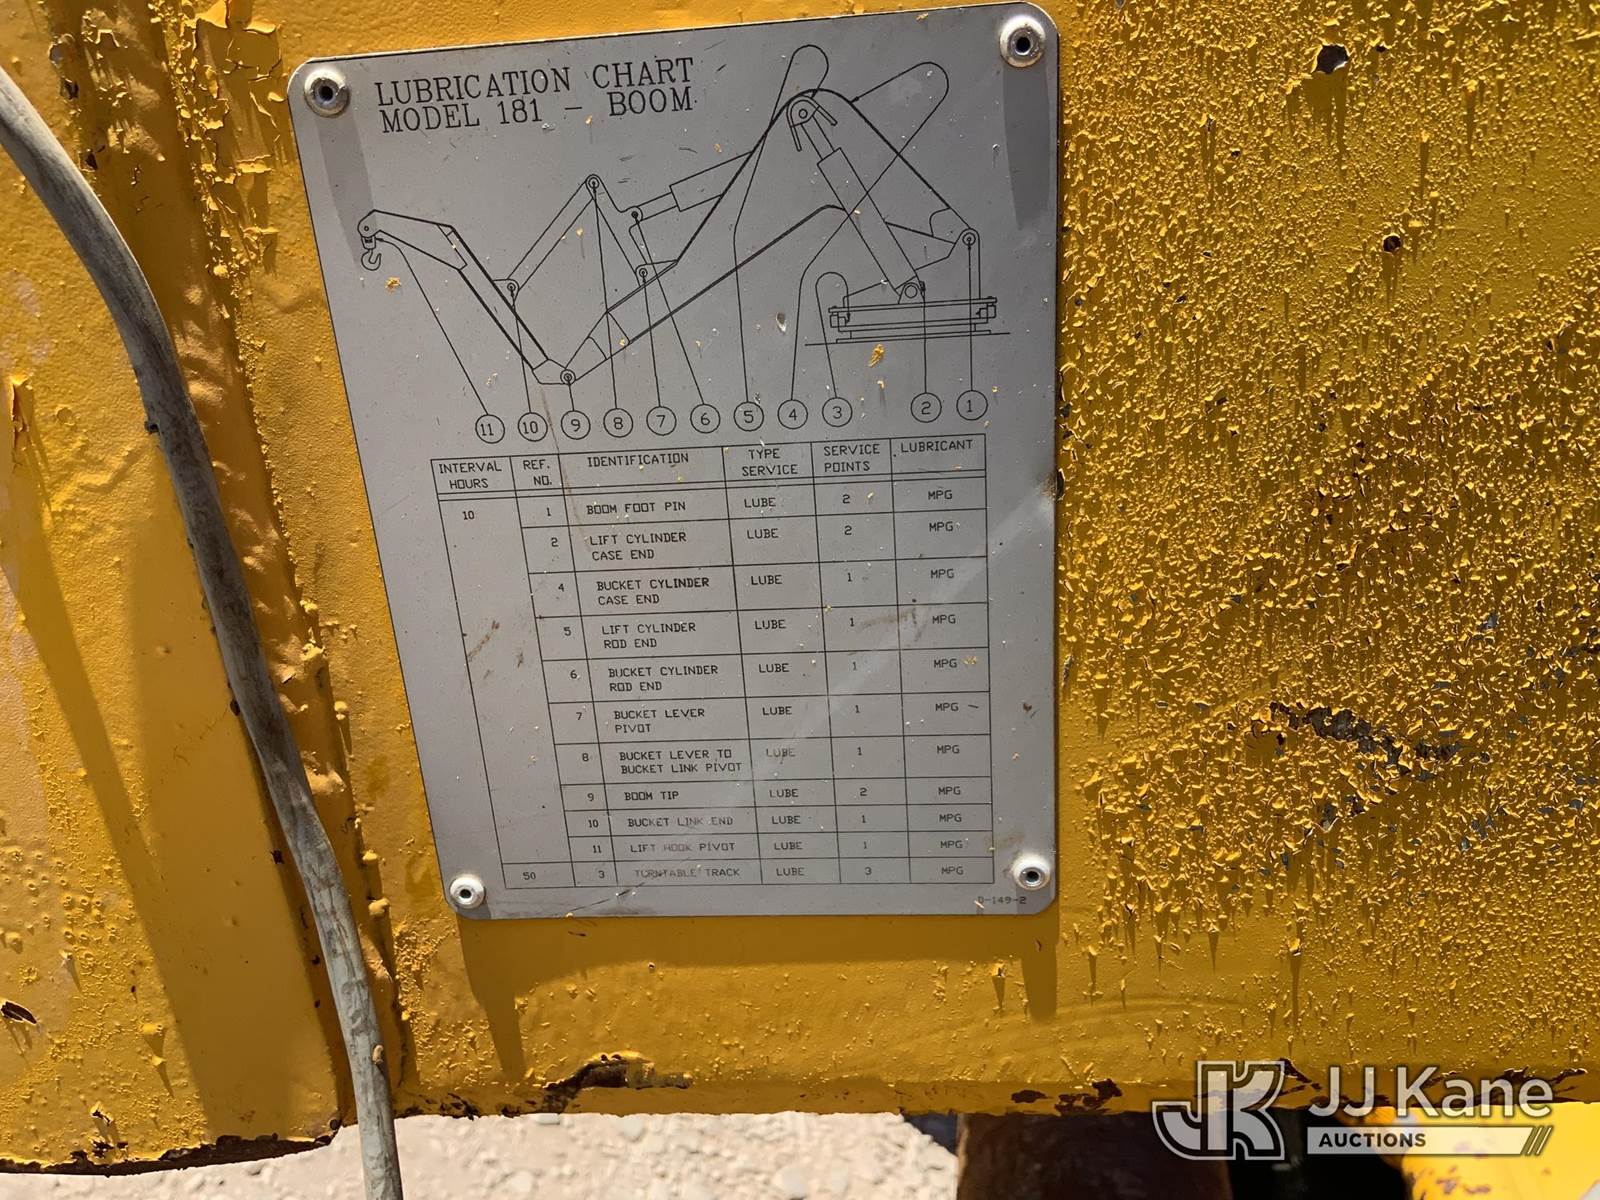 LUBRICATION CHART
MODEL 181 - BOOM
11 10 9 8 7 6 5 4 3 2 1
INTERVAL HOURS REF. NO. IDENTIFICATION TYPE SERVICE SERVICE POINTS LUBRICANT
10 1 BOOM FOOT PIN LUBE 2 MPG
2 LIFT CYLINDER CASE END LUBE 2 MPG
4 BUCKET CYLINDER CASE END LUBE 1 MPG
5 LIFT CYLINDER ROD END LUBE 1 MPG
6 BUCKET CYLINDER ROD END LUBE 1 MPG
7 BUCKET LEVER PIVOT LUBE 1 MPG
8 BUCKET LEVER TO BUCKET LINK PIVOT LUBE 1 MPG
9 BOOM TIP LUBE 2 MPG
10 BUCKET LINK END LUBE 1 MPG
11 LIFT HOOK PIVOT LUBE 1 MPG
50 3 TURNTABLE TRACK LUBE 3 MPG
D-149-2
JK JJ Kane
AUCTIONS